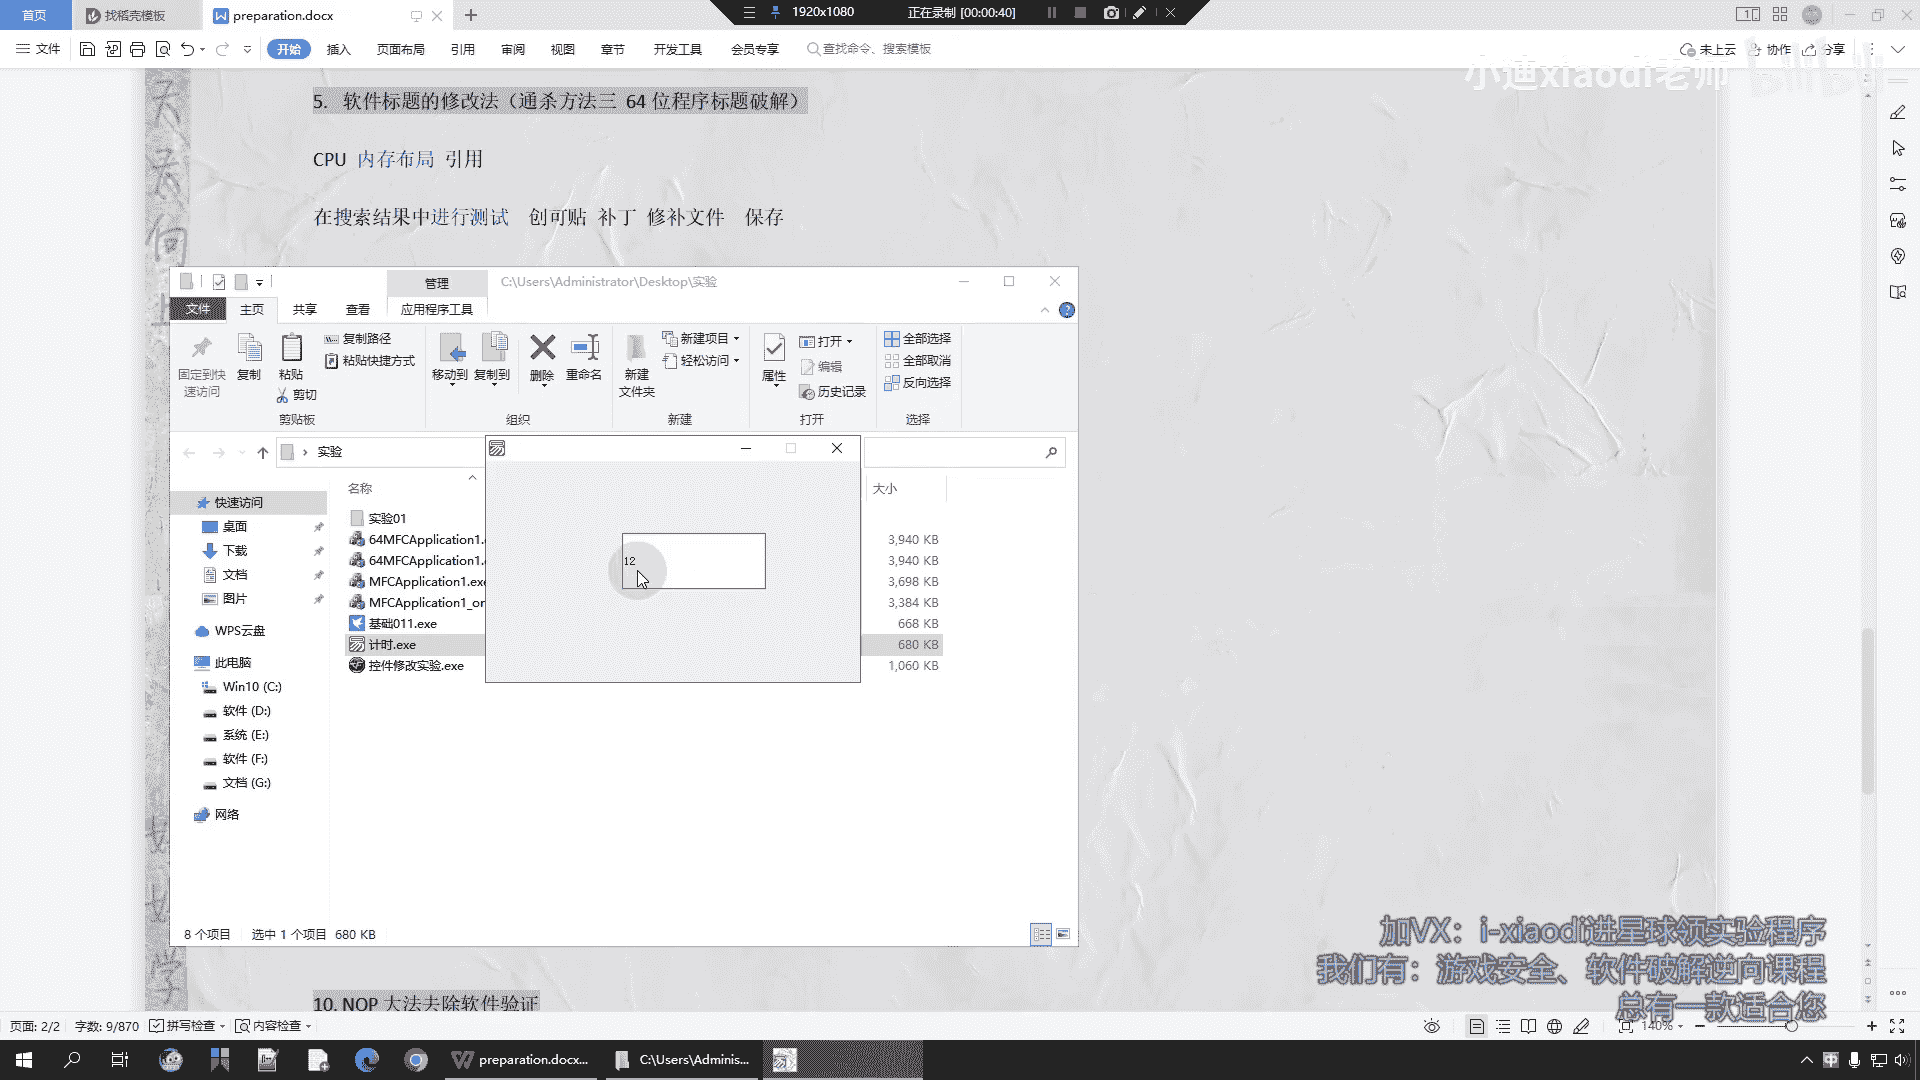 首页
找稻壳模板
preparation.docx
1920x1080
正在录制 [00:00:40]
文件
开始
插入
页面布局
引用
审阅
视图
章节
开发工具
会员专享
查找命令、搜索模板
未上云
协作
分享
小迪xiaodi老师
bilibili
5. 软件标题的修改法（通杀方法三 64 位程序标题破解）
CPU 内存布局 引用
在搜索结果中进行测试 创可贴 补丁 修补文件 保存
管理
C:\Users\Administrator\Desktop\实验
文件
主页
共享
查看
应用程序工具
固定到快速访问
复制
粘贴
复制路径
粘贴快捷方式
剪切
剪贴板
移动到
复制到
删除
重命名
组织
新建文件夹
新建项目
轻松访问
新建
属性
打开
编辑
历史记录
打开
全部选择
全部取消
反向选择
选择
实验
名称
大小
快速访问
桌面
下载
文档
图片
WPS云盘
此电脑
Win10 (C:)
软件 (D:)
系统 (E:)
软件 (F:)
文档 (G:)
网络
实验01
64MFCApplication1.
3,940 KB
64MFCApplication1.
3,940 KB
MFCApplication1.exe
3,698 KB
MFCApplication1_or
3,384 KB
基础011.exe
668 KB
计时.exe
680 KB
控件修改实验.exe
1,060 KB
12
8 个项目
选中 1 个项目 680 KB
加VX：i-xiaodi进星球领实验程序
我们有：游戏安全、软件破解逆向课程
总有一款适合您
10. NOP 大法去除软件验证
页面: 2/2
字数: 9/870
拼写检查
内容检查
140%
preparation.docx...
C:\Users\Adminis...